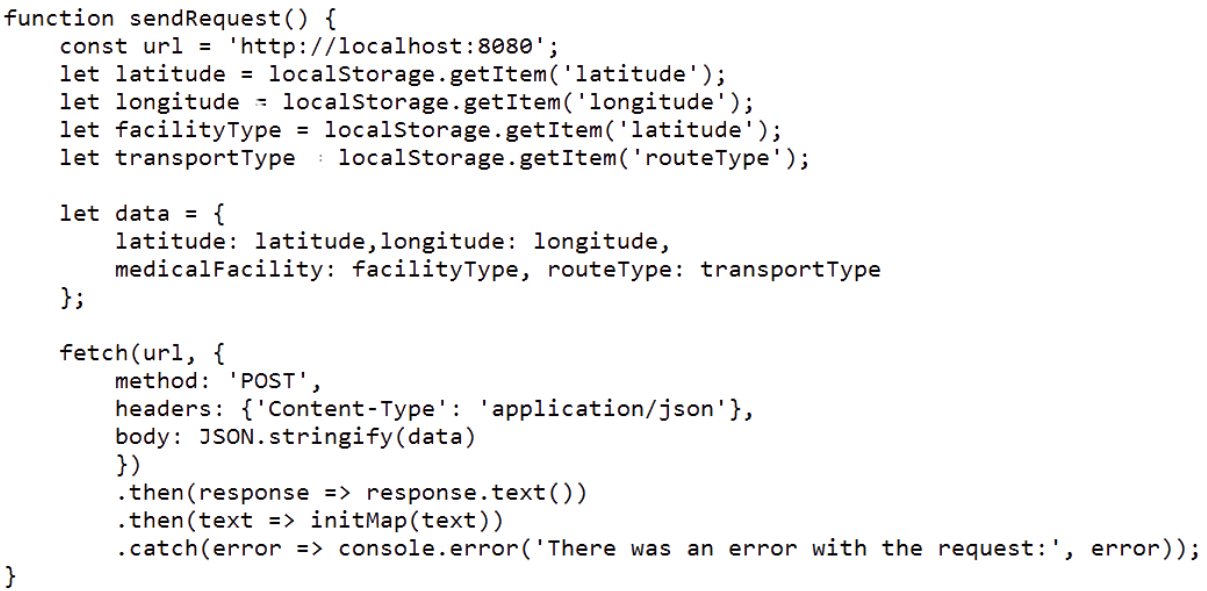 function sendRequest() {
    const url = 'http://localhost:8080';
    let latitude = localStorage.getItem('latitude');
    let longitude = localStorage.getItem('longitude');
    let facilityType = localStorage.getItem('latitude');
    let transportType : localStorage.getItem('routeType');

    let data = {
        latitude: latitude,longitude: longitude,
        medicalFacility: facilityType, routeType: transportType
    };

    fetch(url, {
        method: 'POST',
        headers: {'Content-Type': 'application/json'},
        body: JSON.stringify(data)
        })
        .then(response => response.text())
        .then(text => initMap(text))
        .catch(error => console.error('There was an error with the request:', error));
}